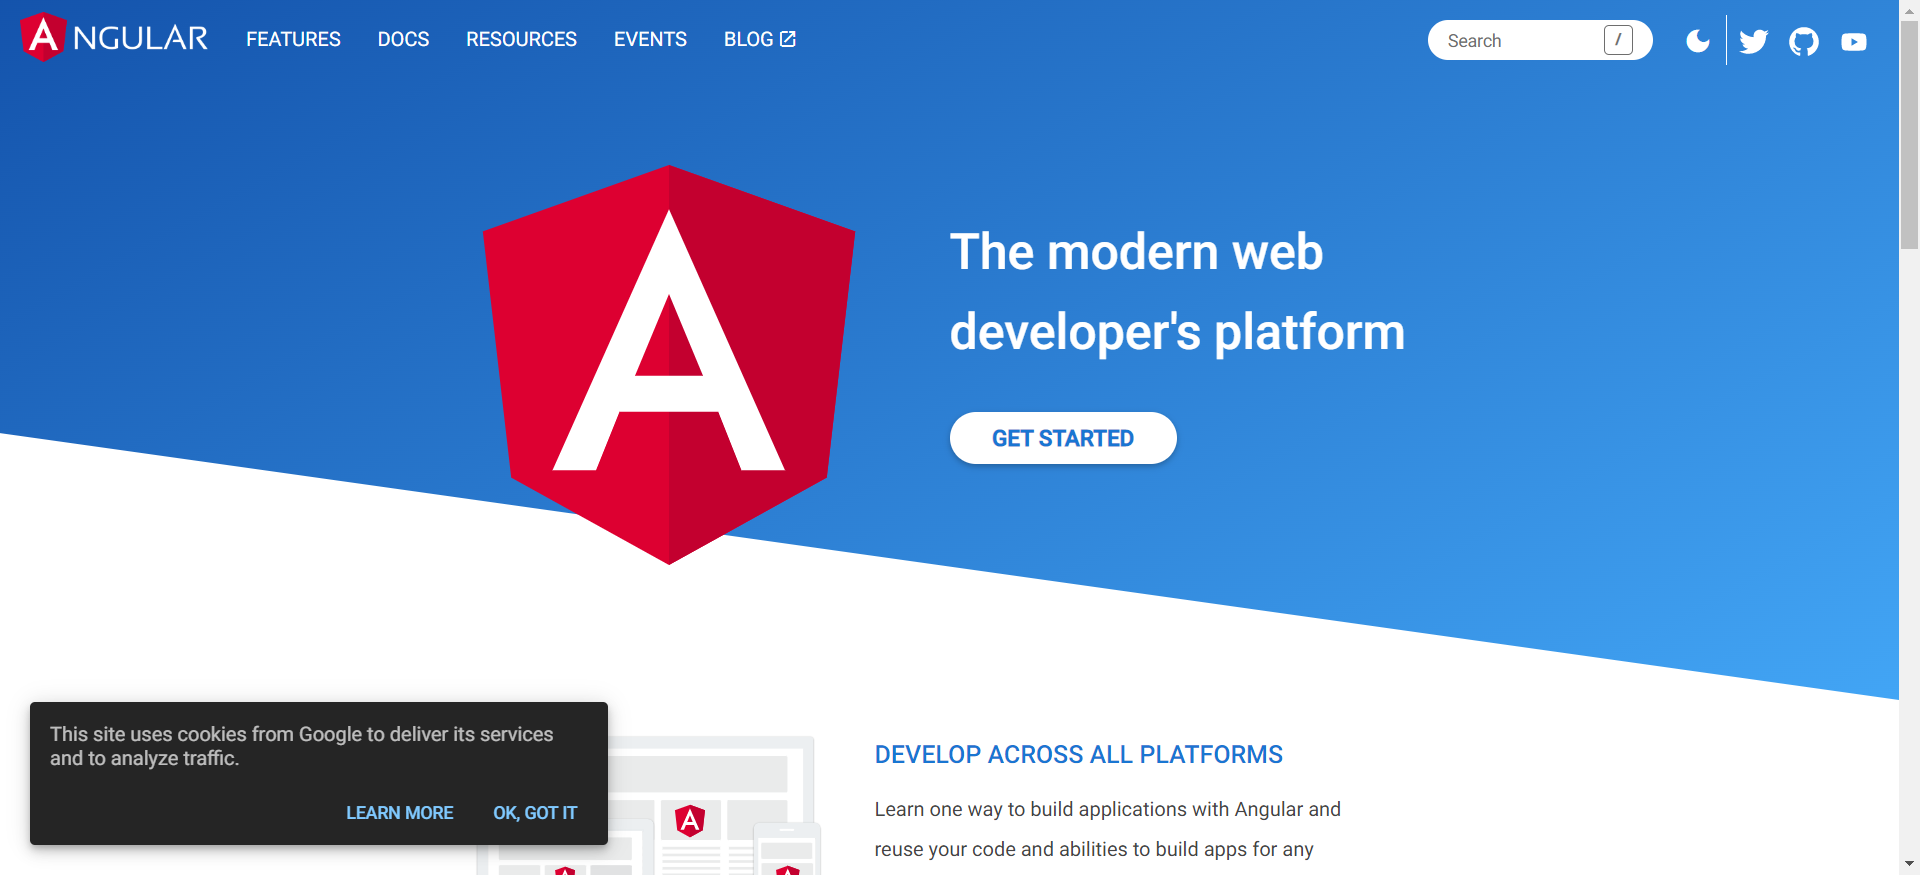 ANGULAR
FEATURES
DOCS
RESOURCES
EVENTS
BLOG
Search
/
The modern web
developer's platform
GET STARTED
This site uses cookies from Google to deliver its services
and to analyze traffic.
LEARN MORE
OK, GOT IT
DEVELOP ACROSS ALL PLATFORMS
Learn one way to build applications with Angular and
reuse your code and abilities to build apps for any